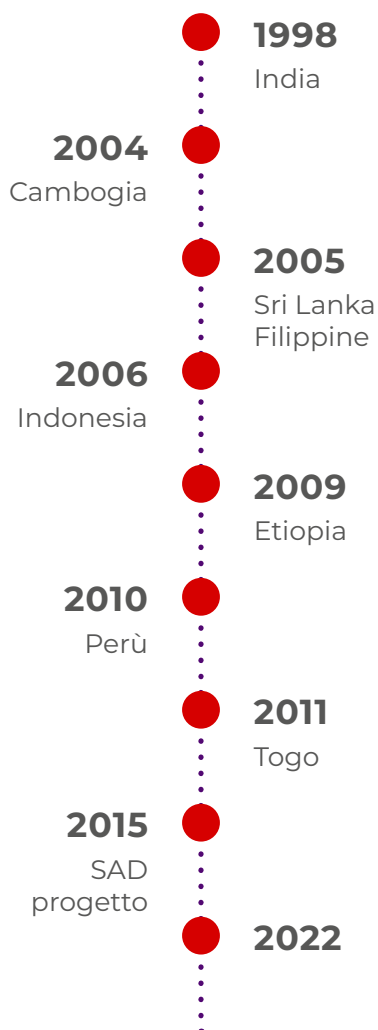 1998
India
2004
Cambogia
2005
Sri Lanka
Filippine
2006
Indonesia
2009
Etiopia
2010
Perù
2011
Togo
2015
SAD
progetto
2022